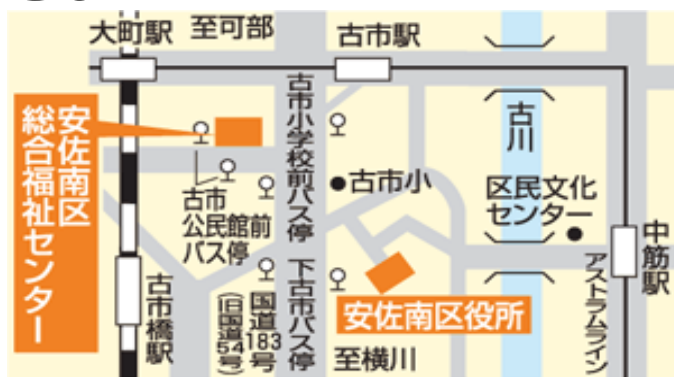 大町駅
至可部
古市駅
安佐南区
総合福祉センター
古市小学校前バス停
古川
古市
公民館前
バス停
古市小
区民文化
センター
中筋駅
アストラムライン
古市橋駅
国道183号
(旧国道54号)
下古市バス停
安佐南区役所
至横川